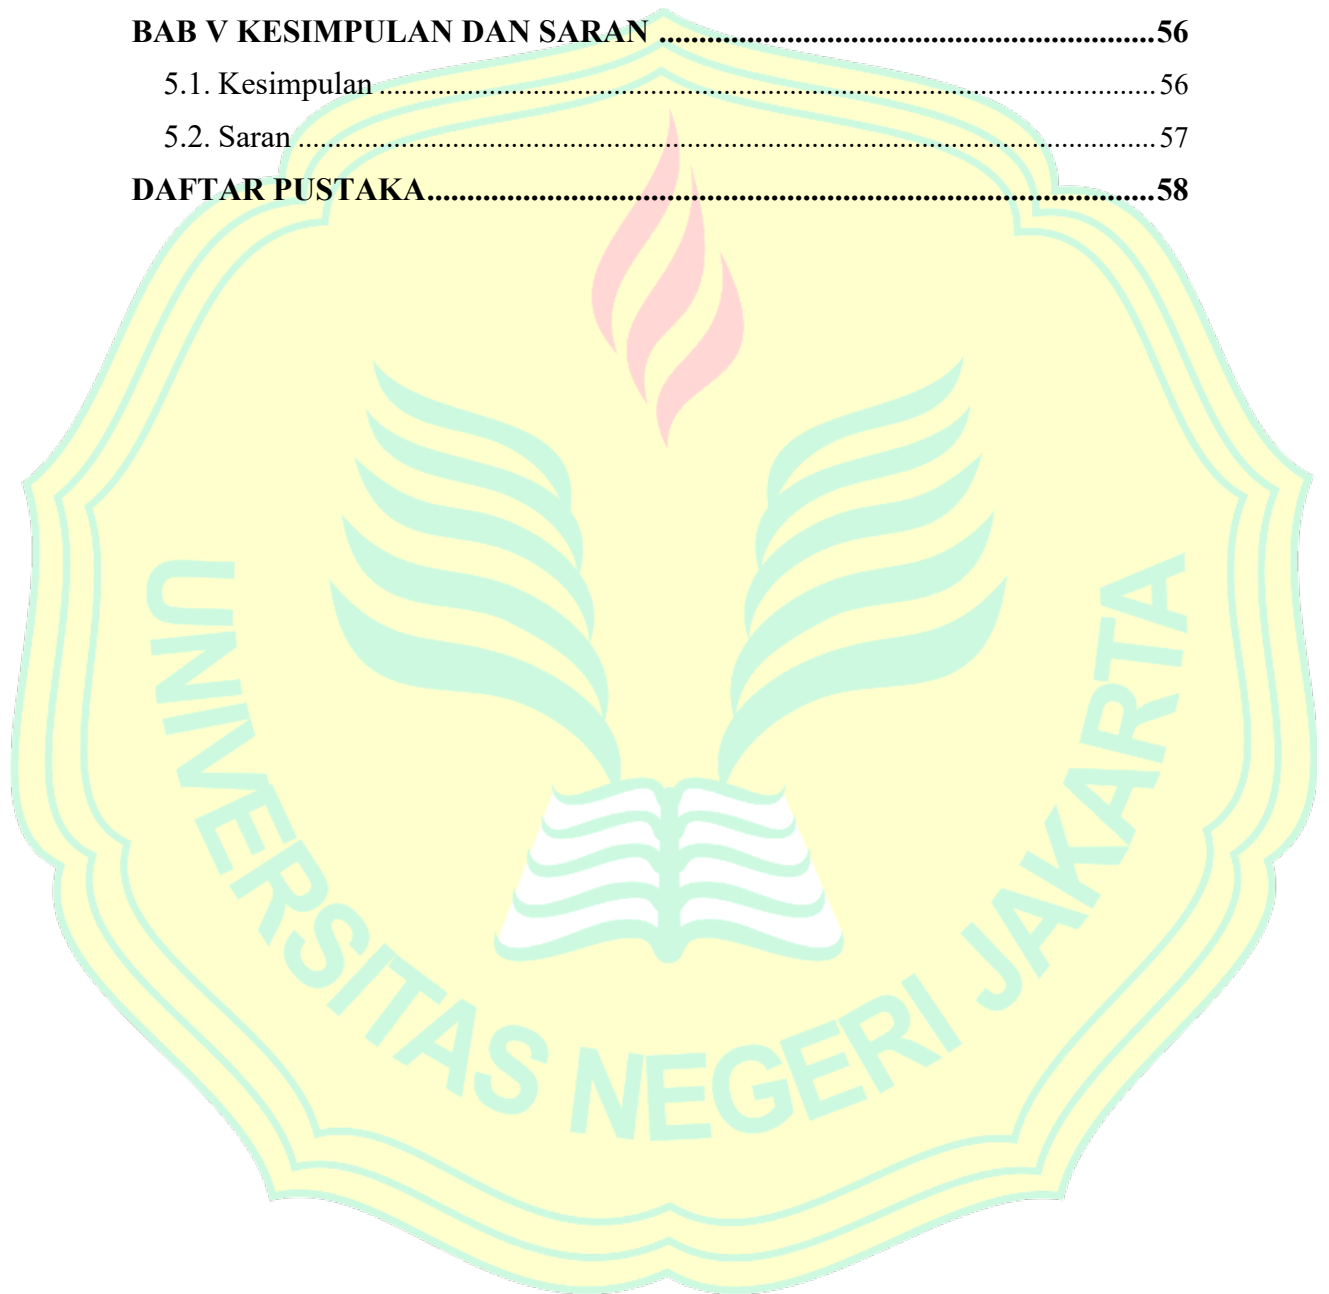 BAB V KESIMPULAN DAN SARAN ........................................................ 56
5.1. Kesimpulan ........................................................................................................ 56
5.2. Saran ................................................................................................................... 57
DAFTAR PUSTAKA ................................................................................... 58
UNIVERSITAS NEGERI JAKARTA